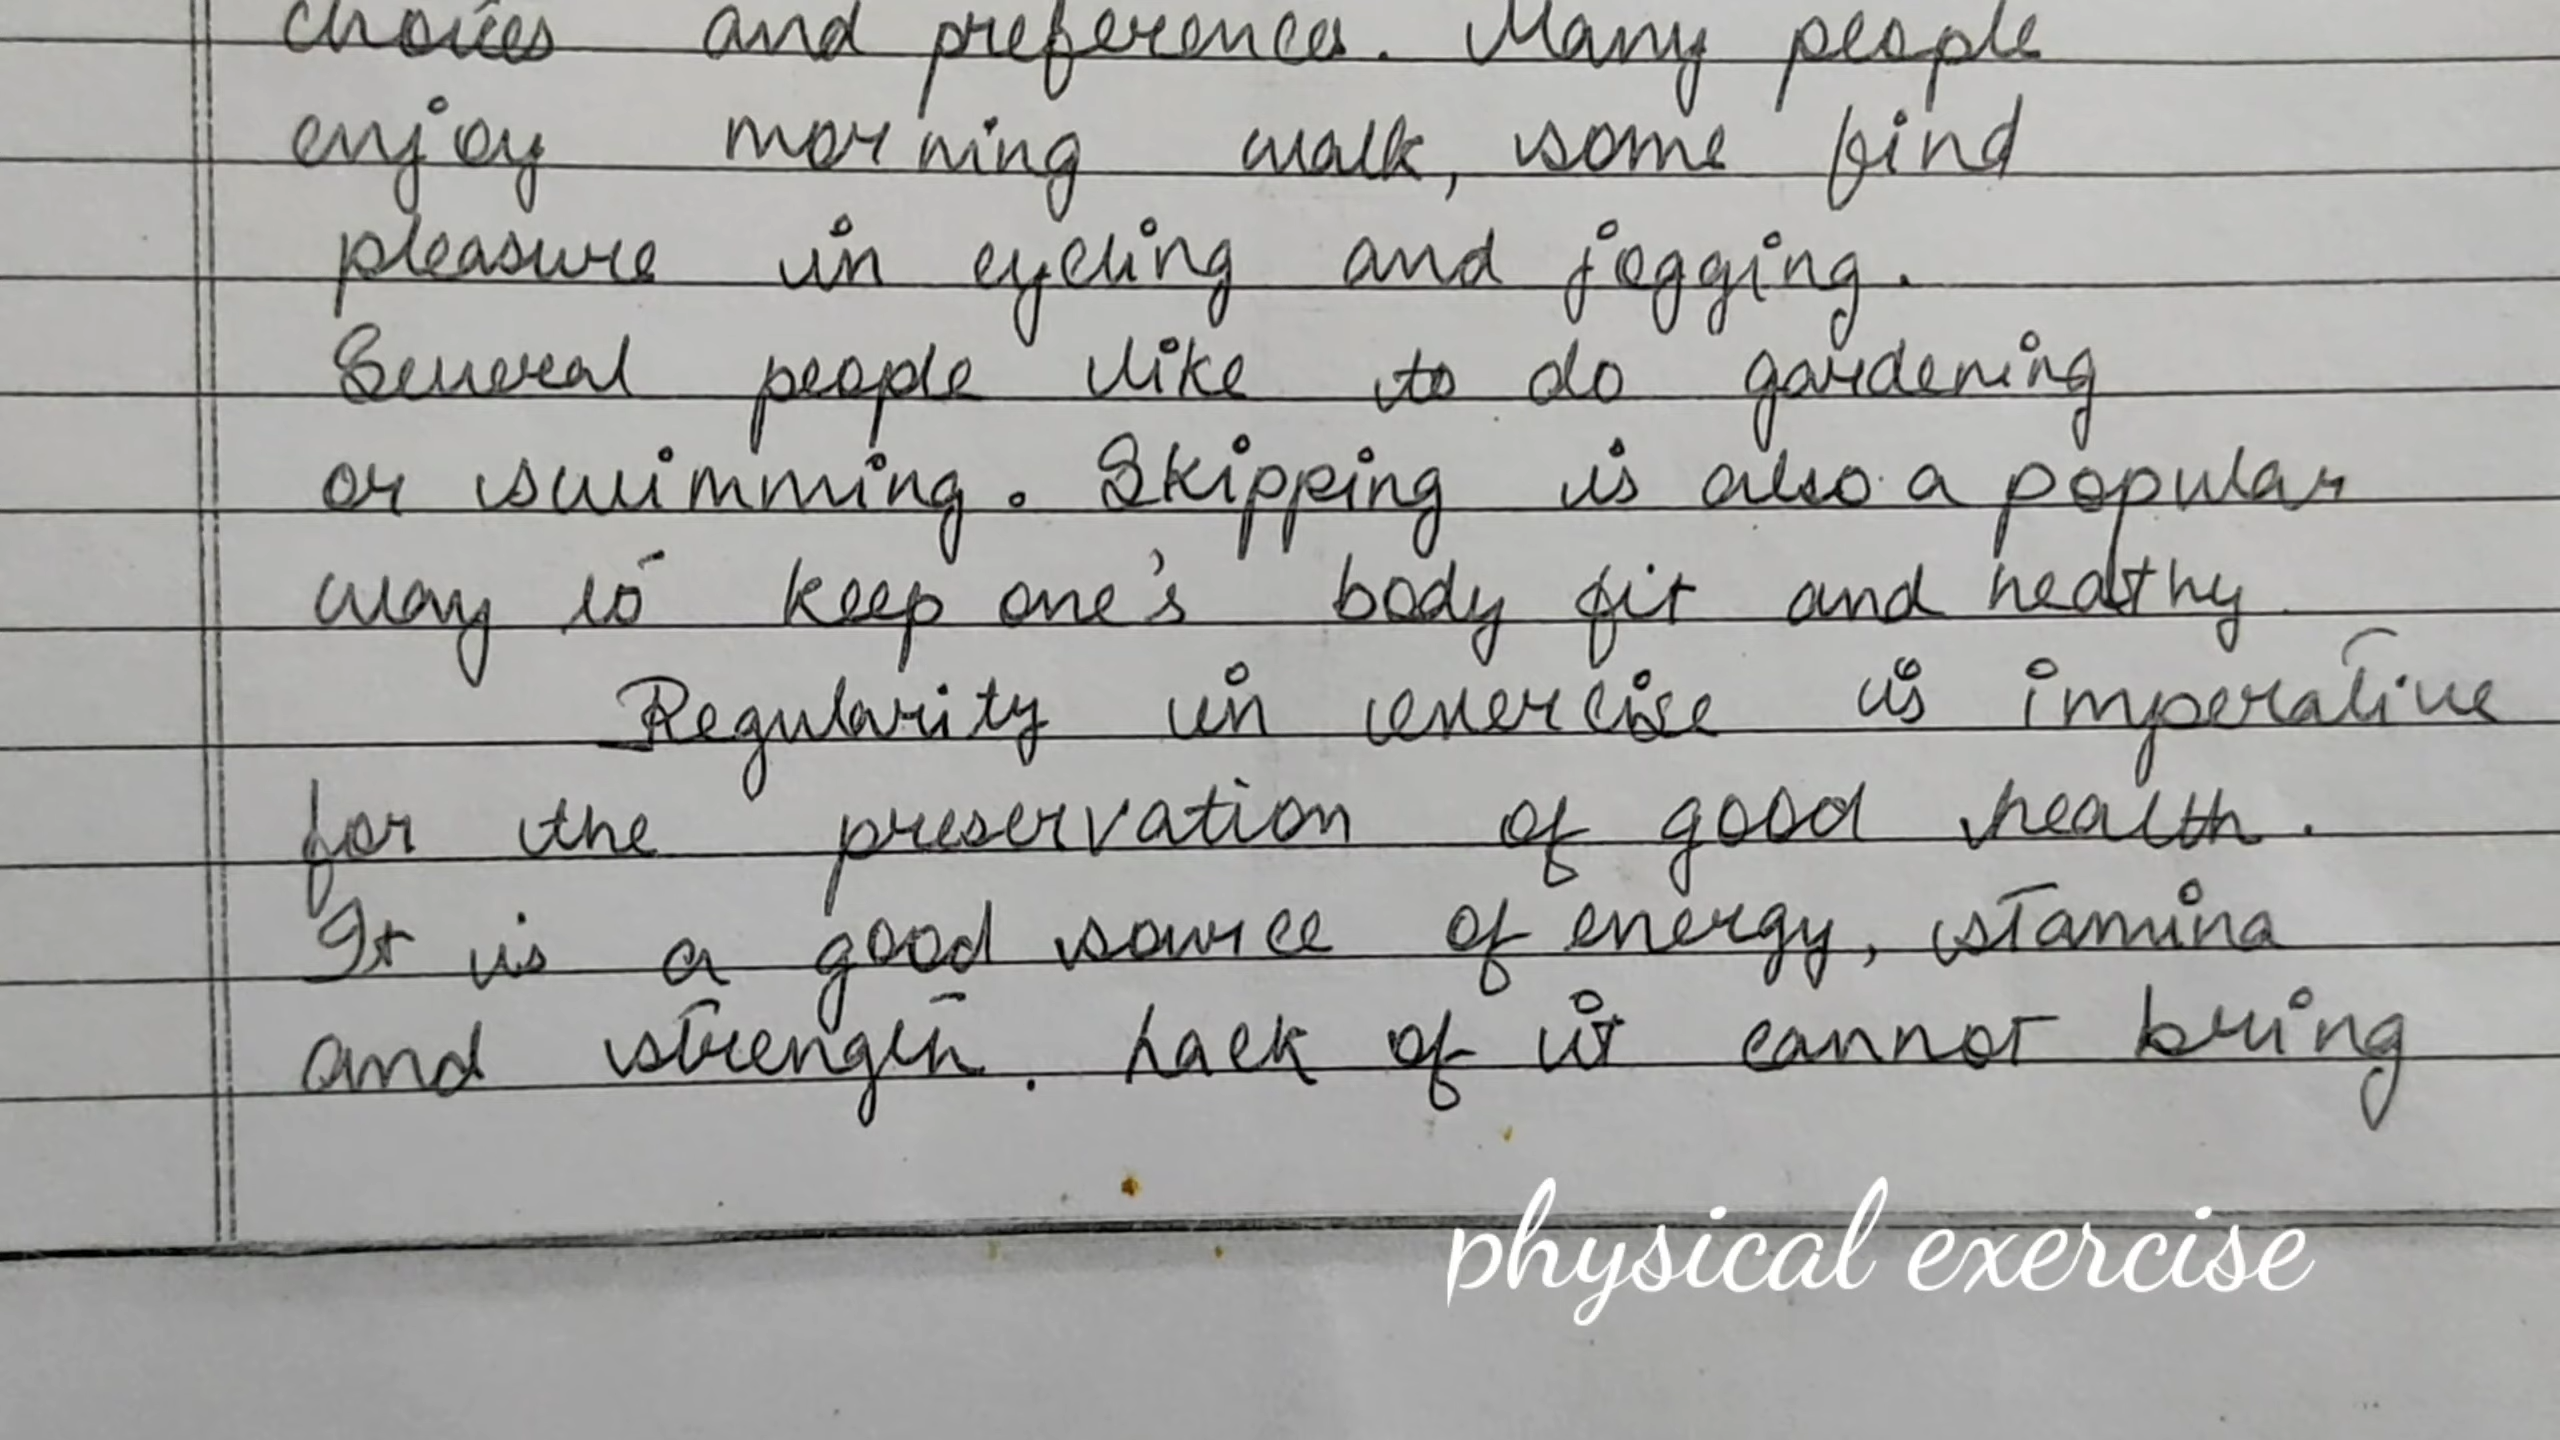 choices and preferences. Many people
enjoy morning walk, some find
pleasure in cycling and jogging.
Several people like to do gardening
or swimming. Skipping is also a popular
way to keep one's body fit and healthy
Regularity in exercise is imperative
for the preservation of good health.
It is a good source of energy, stamina
and strength. Lack of it cannot bring
physical exercise